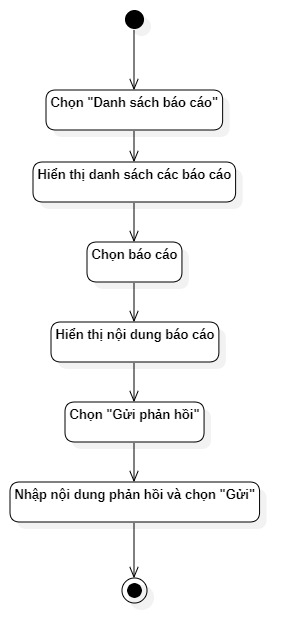 Chọn "Danh sách báo cáo"
Hiển thị danh sách các báo cáo
Chọn báo cáo
Hiển thị nội dung báo cáo
Chọn "Gửi phản hồi"
Nhập nội dung phản hồi và chọn "Gửi"